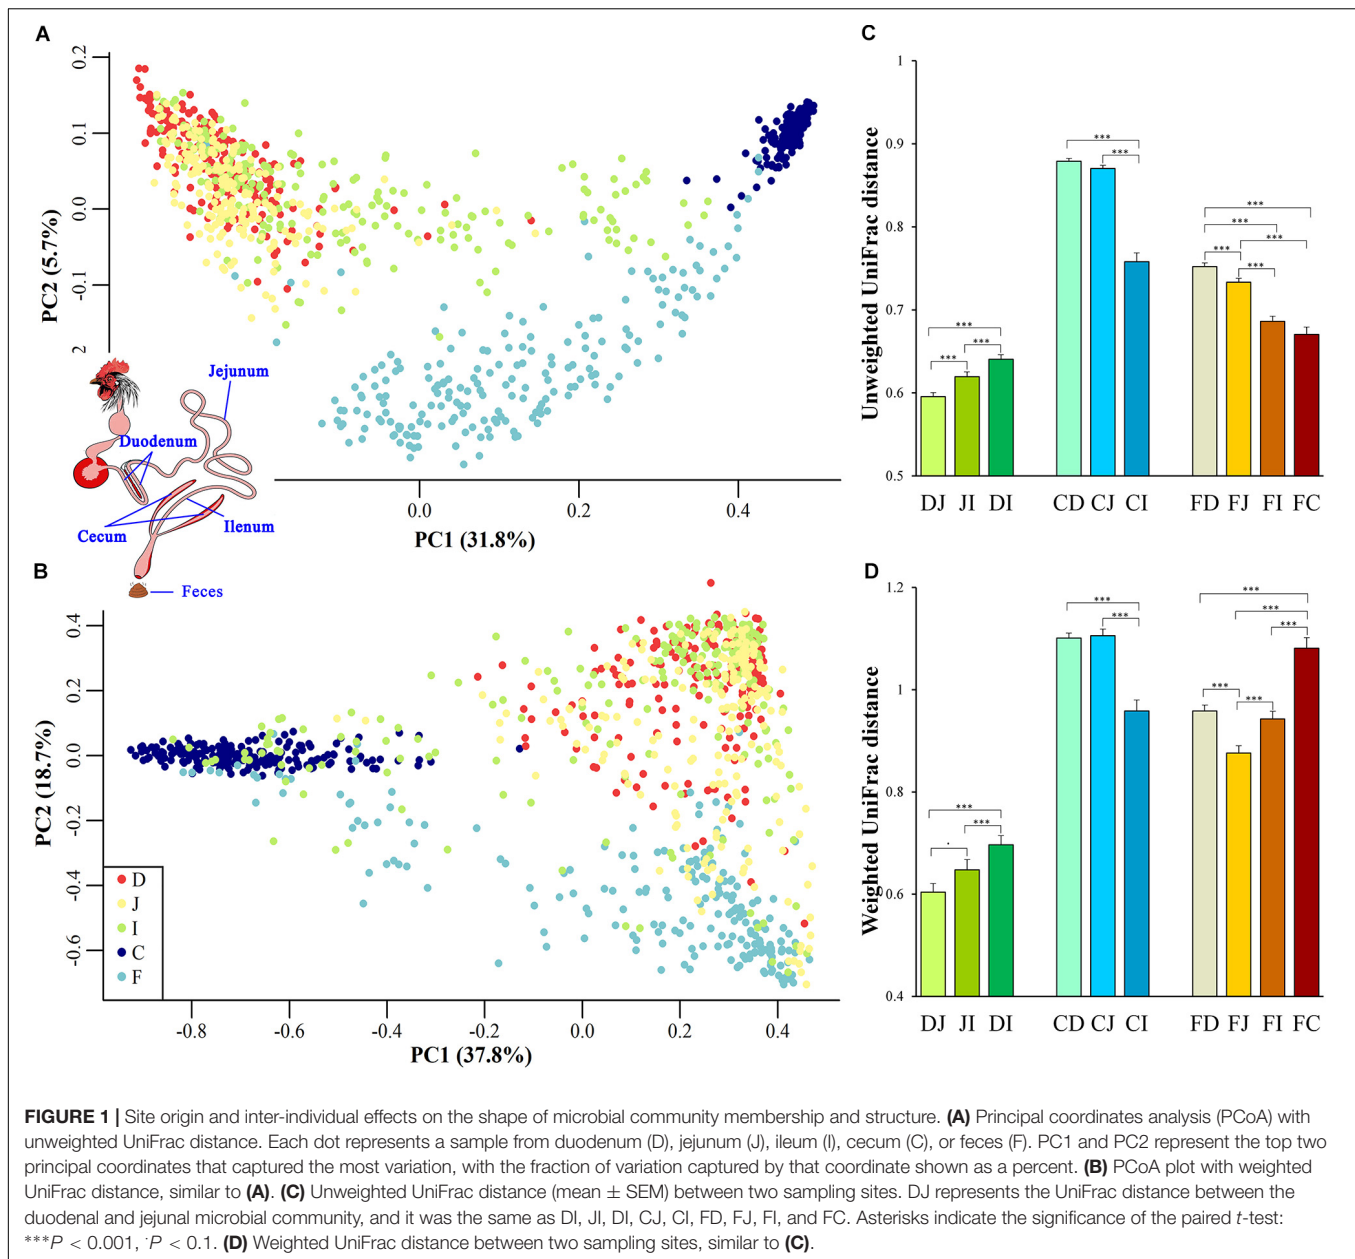 A
0.2
0.1
0.0
-0.1
2
PC2 (5.7%)
0.0
0.2
0.4
PC1 (31.8%)
Jejunum
Duodenum
Cecum
Ilenum
Feces
B
0.4
0.2
0.0
-0.2
-0.4
-0.6
PC2 (18.7%)
D
J
I
C
F
-0.8
-0.6
-0.4
-0.2
0.0
0.2
0.4
PC1 (37.8%)
C
Unweighted UniFrac distance
1
0.9
0.8
0.7
0.6
0.5
***
***
***
***
***
***
***
***
***
***
DJ JI DI CD CJ CI FD FJ FI FC
D
Weighted UniFrac distance
1.2
1
0.8
0.6
0.4
***
.
***
***
***
***
***
***
***
***
DJ JI DI CD CJ CI FD FJ FI FC
FIGURE 1 | Site origin and inter-individual effects on the shape of microbial community membership and structure. (A) Principal coordinates analysis (PCoA) with
unweighted UniFrac distance. Each dot represents a sample from duodenum (D), jejunum (J), ileum (I), cecum (C), or feces (F). PC1 and PC2 represent the top two
principal coordinates that captured the most variation, with the fraction of variation captured by that coordinate shown as a percent. (B) PCoA plot with weighted
UniFrac distance, similar to (A). (C) Unweighted UniFrac distance (mean ± SEM) between two sampling sites. DJ represents the UniFrac distance between the
duodenal and jejunal microbial community, and it was the same as DI, JI, DI, CJ, CI, FD, FJ, FI, and FC. Asterisks indicate the significance of the paired t-test:
***P < 0.001, ·P < 0.1. (D) Weighted UniFrac distance between two sampling sites, similar to (C).